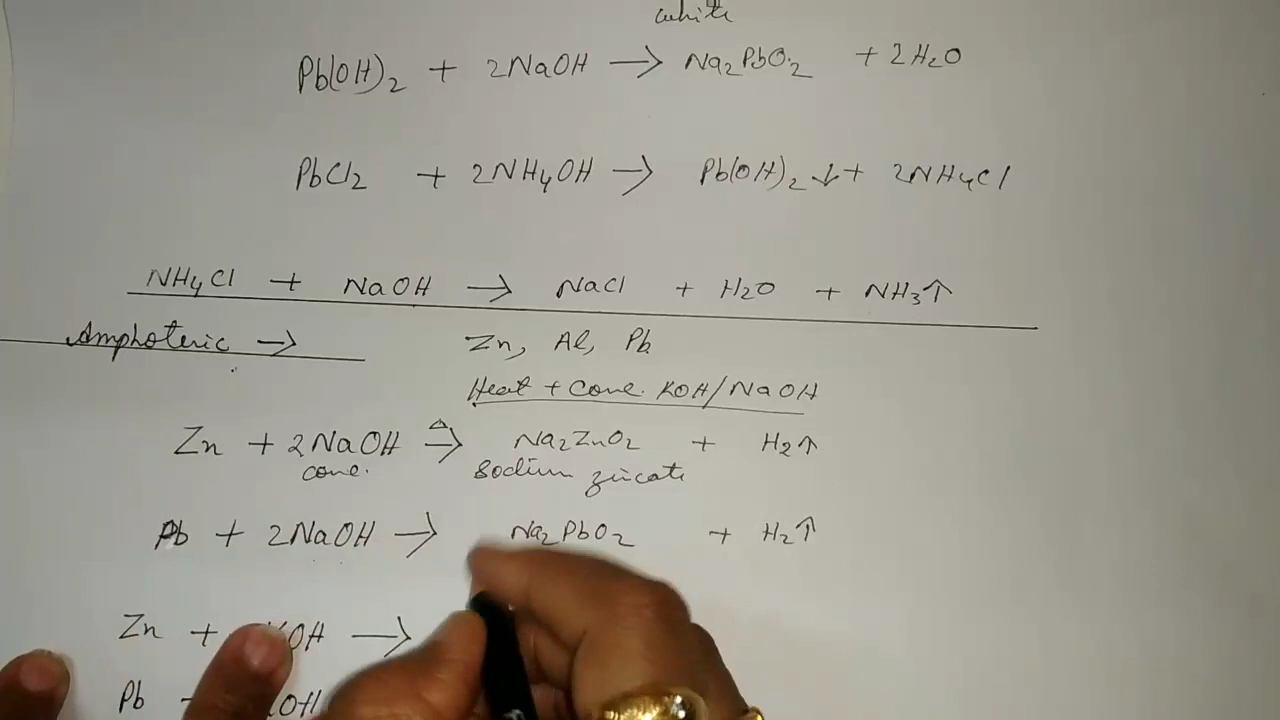 white
Pb(OH)2 + 2NaOH → Na2PbO2 + 2H2O
PbCl2 + 2NH4OH → Pb(OH)2 ↓ + 2NH4Cl
NH4Cl + NaOH → NaCl + H2O + NH3↑
Amphoteric → Zn, Al, Pb
Heat + Conc. KOH/NaOH
Zn + 2NaOH △→ Na2ZnO2 + H2↑
conc. Sodium zincate
Pb + 2NaOH → Na2PbO2 + H2↑
Zn + KOH →
Pb OH